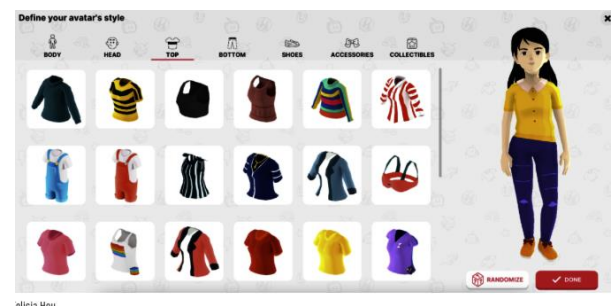 Define your avatar's style
x
BODY
HEAD
TOP
BOTTOM
SHOES
ACCESSORIES
COLLECTIBLES
RANDOMIZE
DONE